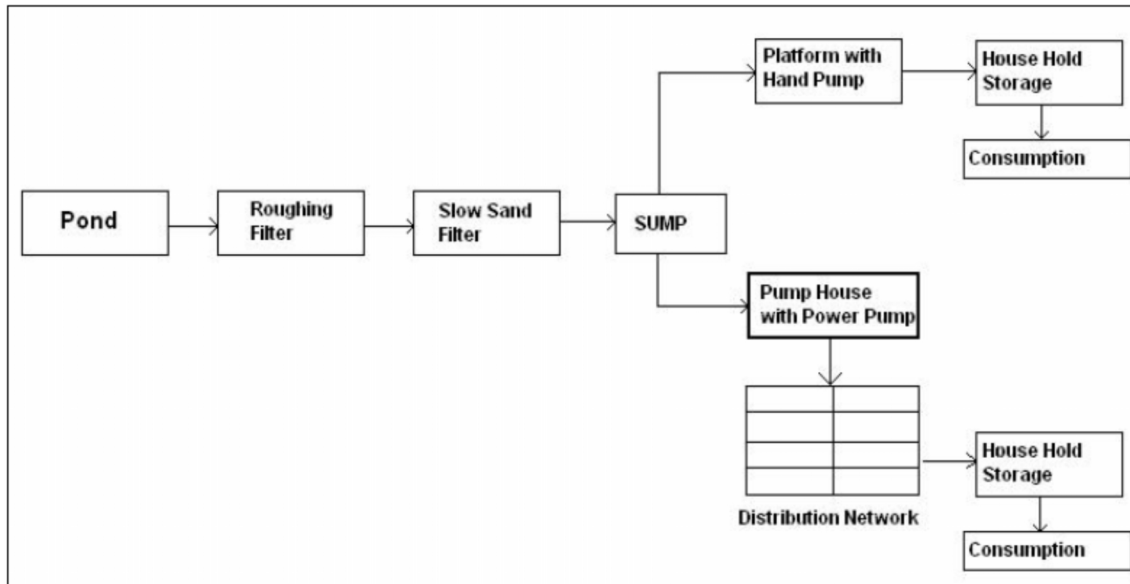 Platform with
Hand Pump
House Hold
Storage
Consumption
Pond
Roughing
Filter
Slow Sand
Filter
SUMP
Pump House
with Power Pump
Distribution Network
House Hold
Storage
Consumption